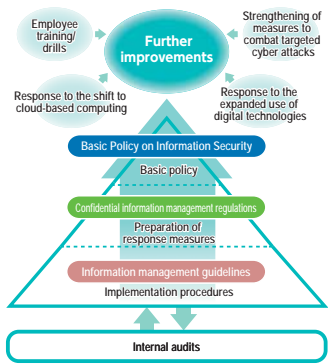 Employee
training/
drills
Further
improvements
Strengthening of
measures to
combat targeted
cyber attacks
Response to the shift to
cloud-based computing
Response to the
expanded use of
digital technologies
Basic Policy on Information Security
Basic policy
Confidential information management regulations
Preparation of
response measures
Information management guidelines
Implementation procedures
Internal audits